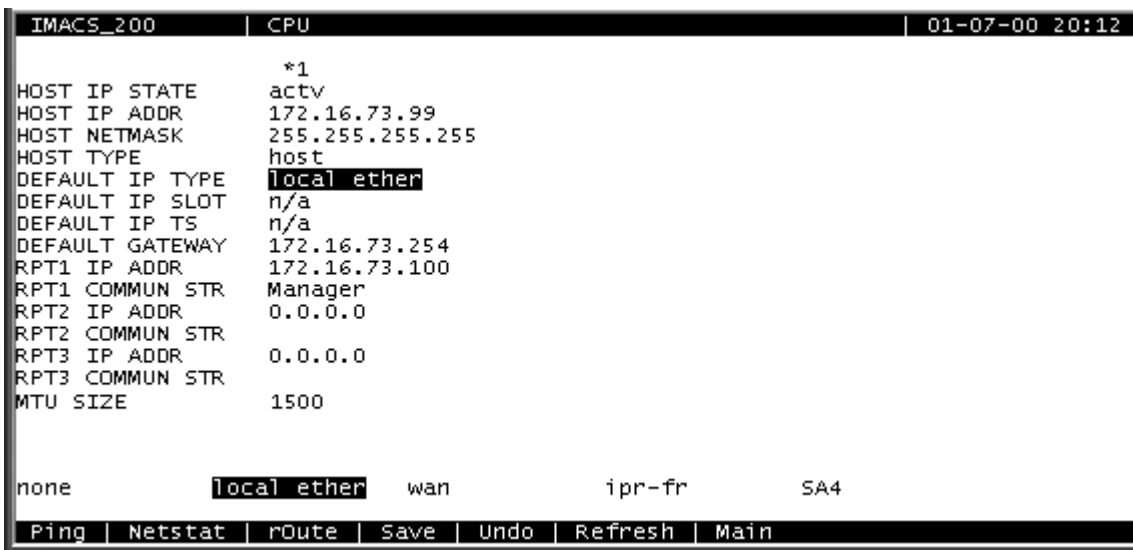 IMACS_200 | CPU | 01-07-00 20:12
*1
HOST IP STATE actv
HOST IP ADDR 172.16.73.99
HOST NETMASK 255.255.255.255
HOST TYPE host
DEFAULT IP TYPE local ether
DEFAULT IP SLOT n/a
DEFAULT IP TS n/a
DEFAULT GATEWAY 172.16.73.254
RPT1 IP ADDR 172.16.73.100
RPT1 COMMUN STR Manager
RPT2 IP ADDR 0.0.0.0
RPT2 COMMUN STR
RPT3 IP ADDR 0.0.0.0
RPT3 COMMUN STR
MTU SIZE 1500
none local ether wan ipr-fr SA4
Ping | Netstat | rOute | Save | Undo | Refresh | Main